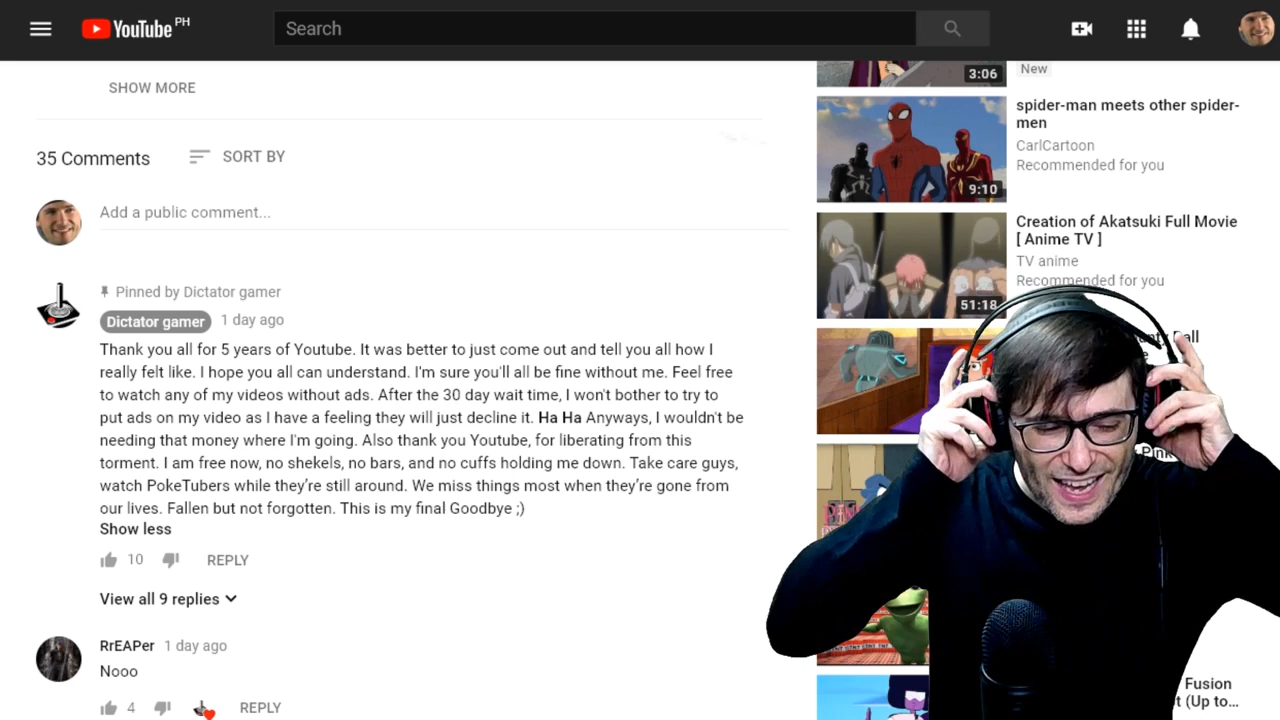 YouTube PH
Search
SHOW MORE
35 Comments
SORT BY
Add a public comment...
Pinned by Dictator gamer
Dictator gamer 1 day ago
Thank you all for 5 years of Youtube. It was better to just come out and tell you all how I
really felt like. I hope you all can understand. I'm sure you'll all be fine without me. Feel free
to watch any of my videos without ads. After the 30 day wait time, I won't bother to try to
put ads on my video as I have a feeling they will just decline it. Ha Ha Anyways, I wouldn't be
needing that money where I'm going. Also thank you Youtube, for liberating from this
torment. I am free now, no shekels, no bars, and no cuffs holding me down. Take care guys,
watch PokeTubers while they're still around. We miss things most when they're gone from
our lives. Fallen but not forgotten. This is my final Goodbye ;)
Show less
10 REPLY
View all 9 replies
RrEAPer 1 day ago
Nooo
4 REPLY
3:06
New
9:10
spider-man meets other spider-
men
CarlCartoon
Recommended for you
51:18
Creation of Akatsuki Full Movie
[ Anime TV ]
TV anime
Recommended for you
Fusion
(Up to...